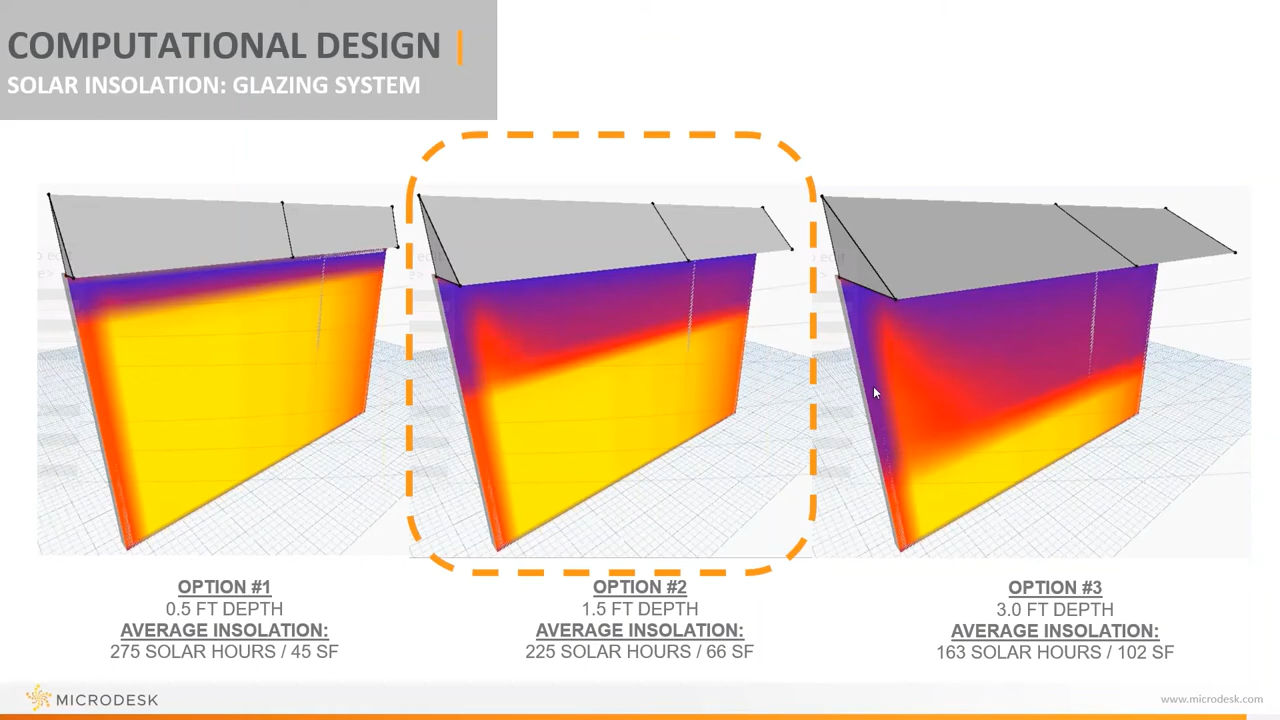 COMPUTATIONAL DESIGN |
SOLAR INSOLATION: GLAZING SYSTEM
OPTION #1
0.5 FT DEPTH
AVERAGE INSOLATION:
275 SOLAR HOURS / 45 SF
OPTION #2
1.5 FT DEPTH
AVERAGE INSOLATION:
225 SOLAR HOURS / 66 SF
OPTION #3
3.0 FT DEPTH
AVERAGE INSOLATION:
163 SOLAR HOURS / 102 SF
MICRODESK
www.microdesk.com